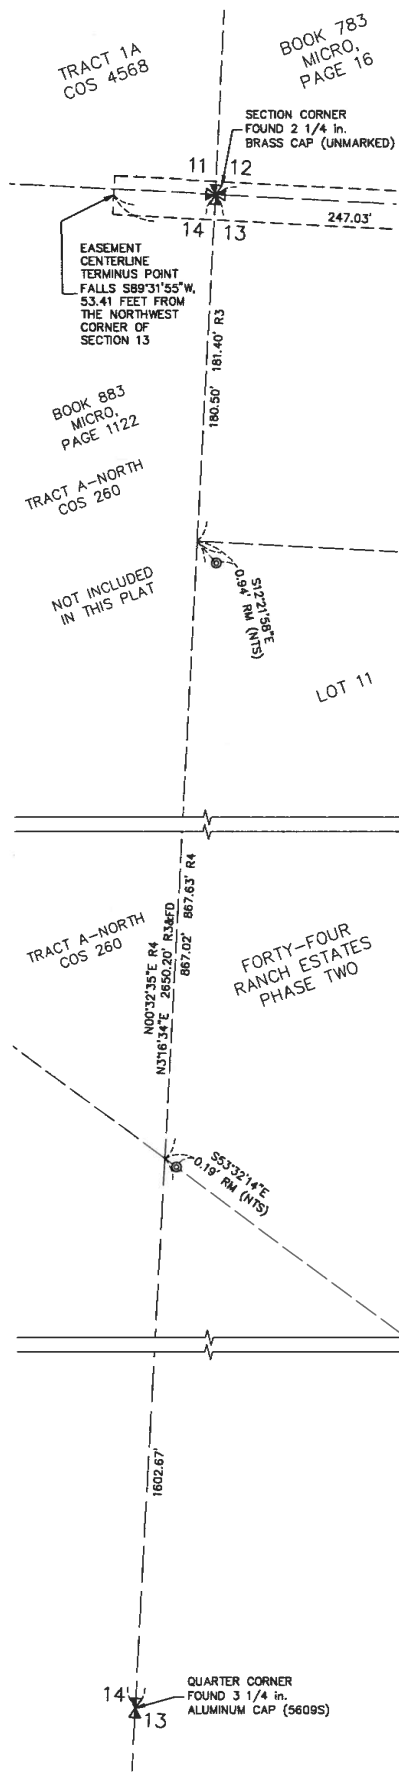 TRACT 1A
COS 4568
BOOK 783
MICRO,
PAGE 16
SECTION CORNER
FOUND 2 1/4 in.
BRASS CAP (UNMARKED)
11 12
14 13
247.03'
EASEMENT
CENTERLINE
TERMINUS POINT
FALLS S89°31'55"W,
53.41 FEET FROM
THE NORTHWEST
CORNER OF
SECTION 13
180.50' 181.40' R3
BOOK 883
MICRO,
PAGE 1122
TRACT A-NORTH
COS 260
S12°21'58"E
0.94' RM (NTS)
NOT INCLUDED
IN THIS PLAT
LOT 11
TRACT A-NORTH
COS 260
N00°32'35"E R4
N3°16'34"E 2650.20' R3&FD
867.02' 867.63' R4
FORTY-FOUR
RANCH ESTATES
PHASE TWO
S53°32'14"E
0.19' RM (NTS)
1602.67'
14
13
QUARTER CORNER
FOUND 3 1/4 in.
ALUMINUM CAP (5609S)